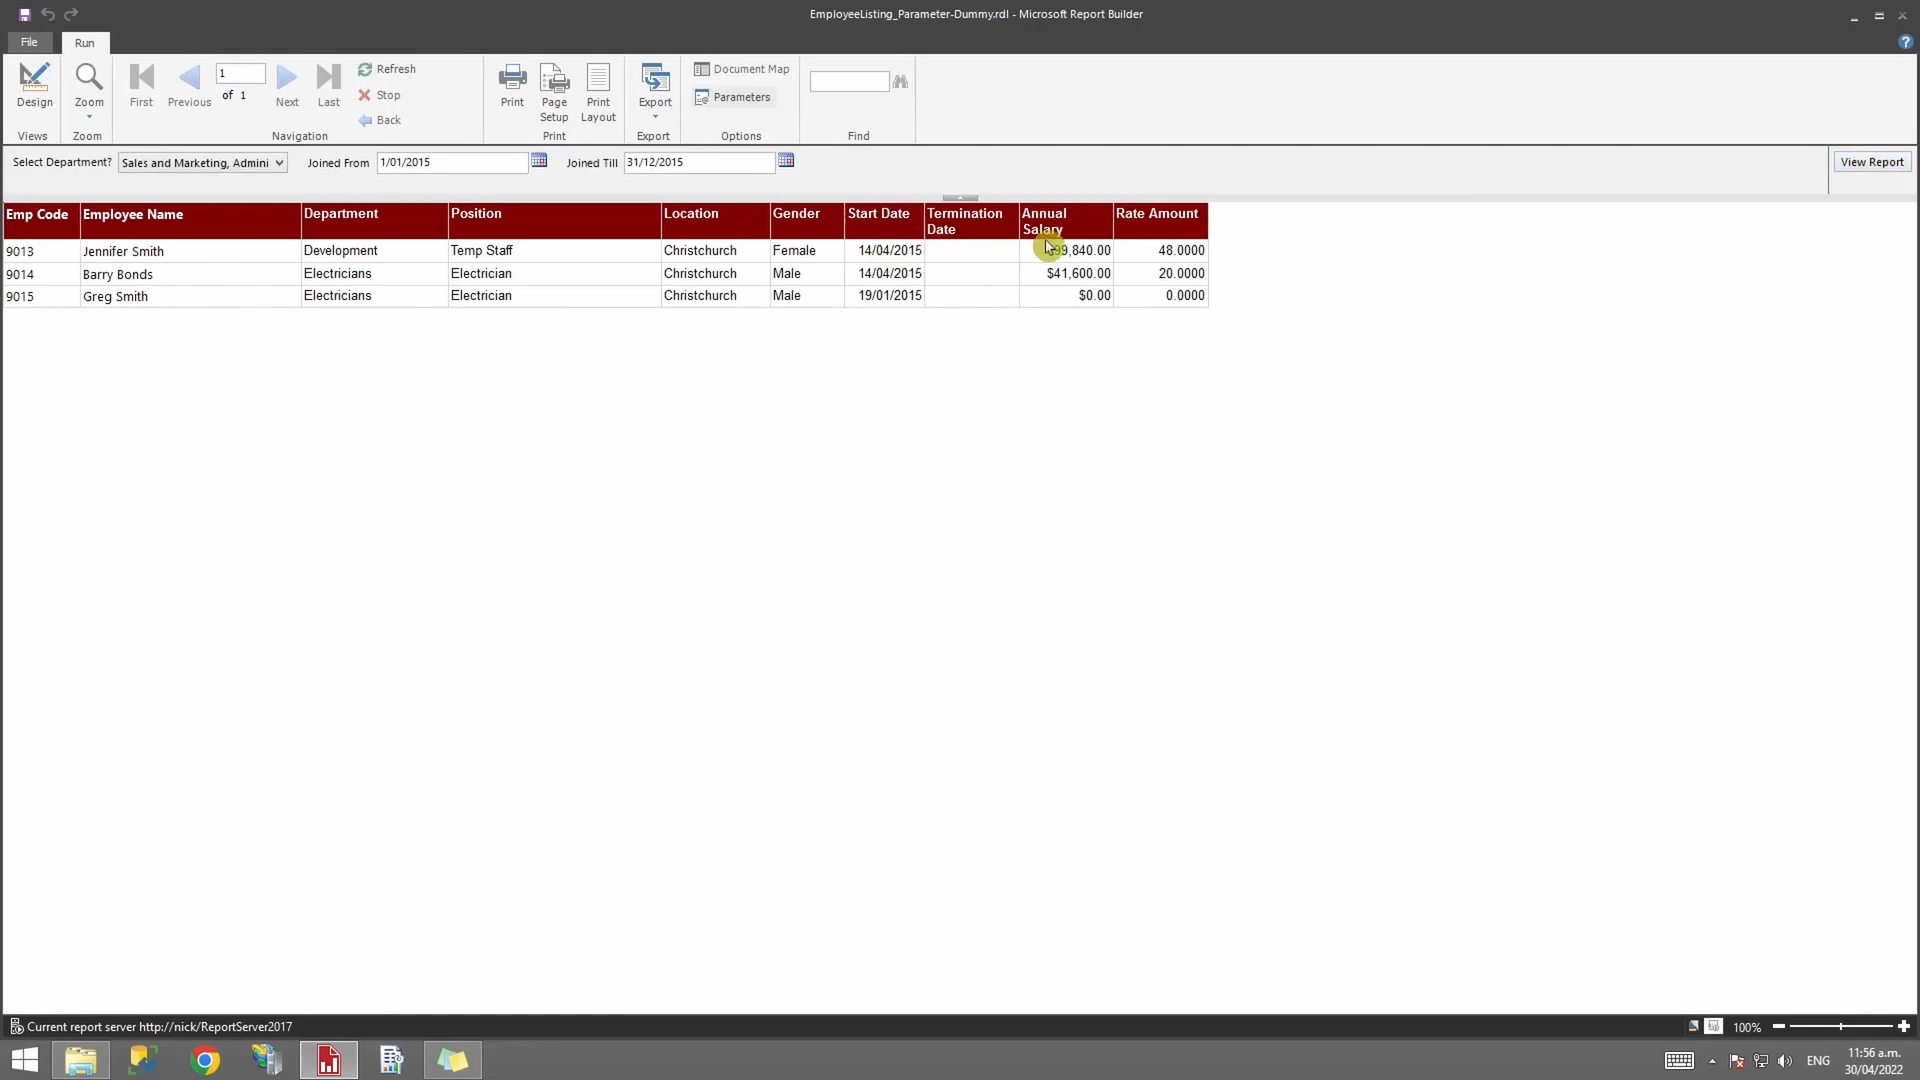 EmployeeListing_Parameter-Dummy.rdl - Microsoft Report Builder
File Run
Design Zoom First Previous 1 of 1 Next Last Refresh Stop Back Print Page Setup Print Layout Export Document Map Parameters
Views Zoom Navigation Print Export Options Find
Select Department? Sales and Marketing, Admini Joined From 1/01/2015 Joined Till 31/12/2015 View Report
Emp Code Employee Name Department Position Location Gender Start Date Termination Date Annual Salary Rate Amount
9013 Jennifer Smith Development Temp Staff Christchurch Female 14/04/2015 99,840.00 48.0000
9014 Barry Bonds Electricians Electrician Christchurch Male 14/04/2015 $41,600.00 20.0000
9015 Greg Smith Electricians Electrician Christchurch Male 19/01/2015 $0.00 0.0000
Current report server http://nick/ReportServer2017 100%
ENG 11:56 a.m.
30/04/2022